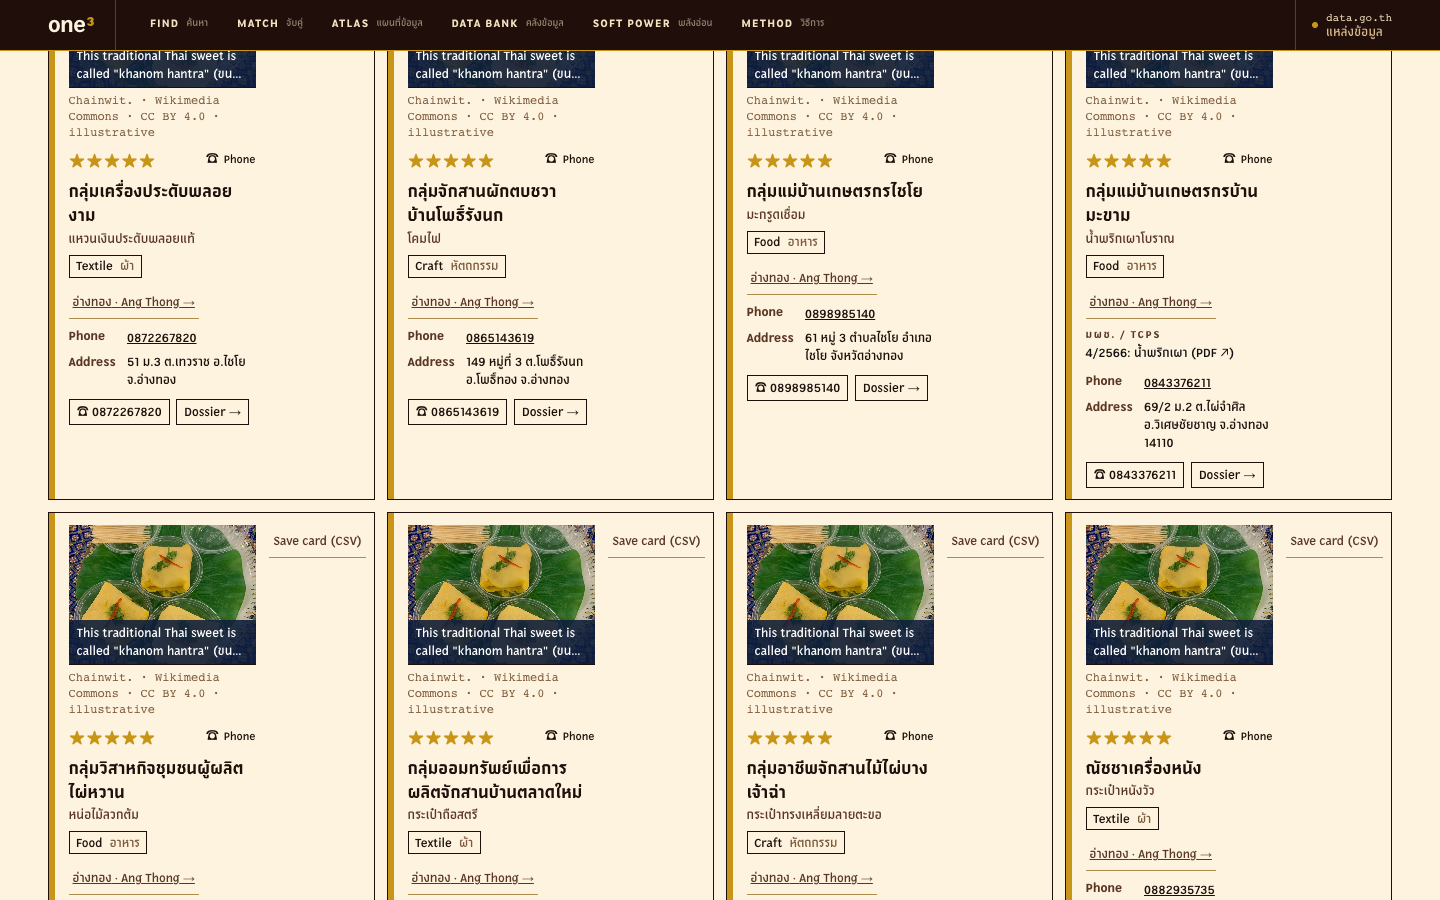 one³
FIND ค้นหา
MATCH จับคู่
ATLAS แผนที่ข้อมูล
DATA BANK คลังข้อมูล
SOFT POWER พลังอ่อน
METHOD วิธีการ
data.go.th
แหล่งข้อมูล
This traditional Thai sweet is
called "khanom hantra" (ขน...
Chainwit. · Wikimedia
Commons · CC BY 4.0 ·
illustrative
★★★★★ ☎ Phone
กลุ่มเครื่องประดับพลอย
งาม
แหวนเงินประดับพลอยแท้
Textile ผ้า
อ่างทอง · Ang Thong →
Phone 0872267820
Address 51 ม.3 ต.เทวราช อ.ไชโย
จ.อ่างทอง
☎ 0872267820 Dossier →
This traditional Thai sweet is
called "khanom hantra" (ขน...
Chainwit. · Wikimedia
Commons · CC BY 4.0 ·
illustrative
★★★★★ ☎ Phone
กลุ่มจักสานผักตบชวา
บ้านโพธิ์รังนก
โคมไฟ
Craft หัตถกรรม
อ่างทอง · Ang Thong →
Phone 0865143619
Address 149 หมู่ที่ 3 ต.โพธิ์รังนก
อ.โพธิ์ทอง จ.อ่างทอง
☎ 0865143619 Dossier →
This traditional Thai sweet is
called "khanom hantra" (ขน...
Chainwit. · Wikimedia
Commons · CC BY 4.0 ·
illustrative
★★★★★ ☎ Phone
กลุ่มแม่บ้านเกษตรกรไชโย
มะกรูดเชื่อม
Food อาหาร
อ่างทอง · Ang Thong →
Phone 0898985140
Address 61 หมู่ 3 ตำบลไชโย อำเภอ
ไชโย จังหวัดอ่างทอง
☎ 0898985140 Dossier →
This traditional Thai sweet is
called "khanom hantra" (ขน...
Chainwit. · Wikimedia
Commons · CC BY 4.0 ·
illustrative
★★★★★ ☎ Phone
กลุ่มแม่บ้านเกษตรกรบ้าน
มะขาม
น้ำพริกเผาโบราณ
Food อาหาร
อ่างทอง · Ang Thong →
มผช. / TCPS
4/2566: น้ำพริกเผา (PDF ↗)
Phone 0843376211
Address 69/2 ม.2 ต.ไผ่จำศิล
อ.วิเศษชัยชาญ จ.อ่างทอง
14110
☎ 0843376211 Dossier →
Save card (CSV)
This traditional Thai sweet is
called "khanom hantra" (ขน...
Chainwit. · Wikimedia
Commons · CC BY 4.0 ·
illustrative
★★★★★ ☎ Phone
กลุ่มวิสาหกิจชุมชนผู้ผลิต
ไผ่หวาน
หน่อไม้ลวกต้ม
Food อาหาร
อ่างทอง · Ang Thong →
Save card (CSV)
This traditional Thai sweet is
called "khanom hantra" (ขน...
Chainwit. · Wikimedia
Commons · CC BY 4.0 ·
illustrative
★★★★★ ☎ Phone
กลุ่มออมทรัพย์เพื่อการ
ผลิตจักสานบ้านตลาดใหม่
กระเป๋าถือสตรี
Textile ผ้า
อ่างทอง · Ang Thong →
Save card (CSV)
This traditional Thai sweet is
called "khanom hantra" (ขน...
Chainwit. · Wikimedia
Commons · CC BY 4.0 ·
illustrative
★★★★★ ☎ Phone
กลุ่มอาชีพจักสานไม้ไผ่บาง
เจ้าฉ่า
กระเป๋าทรงเหลี่ยมลายตะขอ
Craft หัตถกรรม
อ่างทอง · Ang Thong →
Save card (CSV)
This traditional Thai sweet is
called "khanom hantra" (ขน...
Chainwit. · Wikimedia
Commons · CC BY 4.0 ·
illustrative
★★★★★ ☎ Phone
ณัชชาเครื่องหนัง
กระเป๋าหนังวัว
Textile ผ้า
อ่างทอง · Ang Thong →
Phone 0882935735